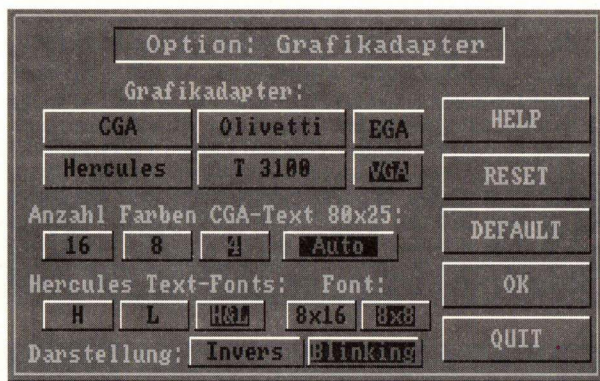 Option: Grafikadapter
Grafikadapter:
CGA Olivetti EGA
Hercules T 3100 VGA
Anzahl Farben CGA-Text 80x25:
16 8 4 Auto
Hercules Text-Fonts: Font:
H L H&L 8x16 8x8
Darstellung: Invers Blinking
HELP
RESET
DEFAULT
OK
QUIT